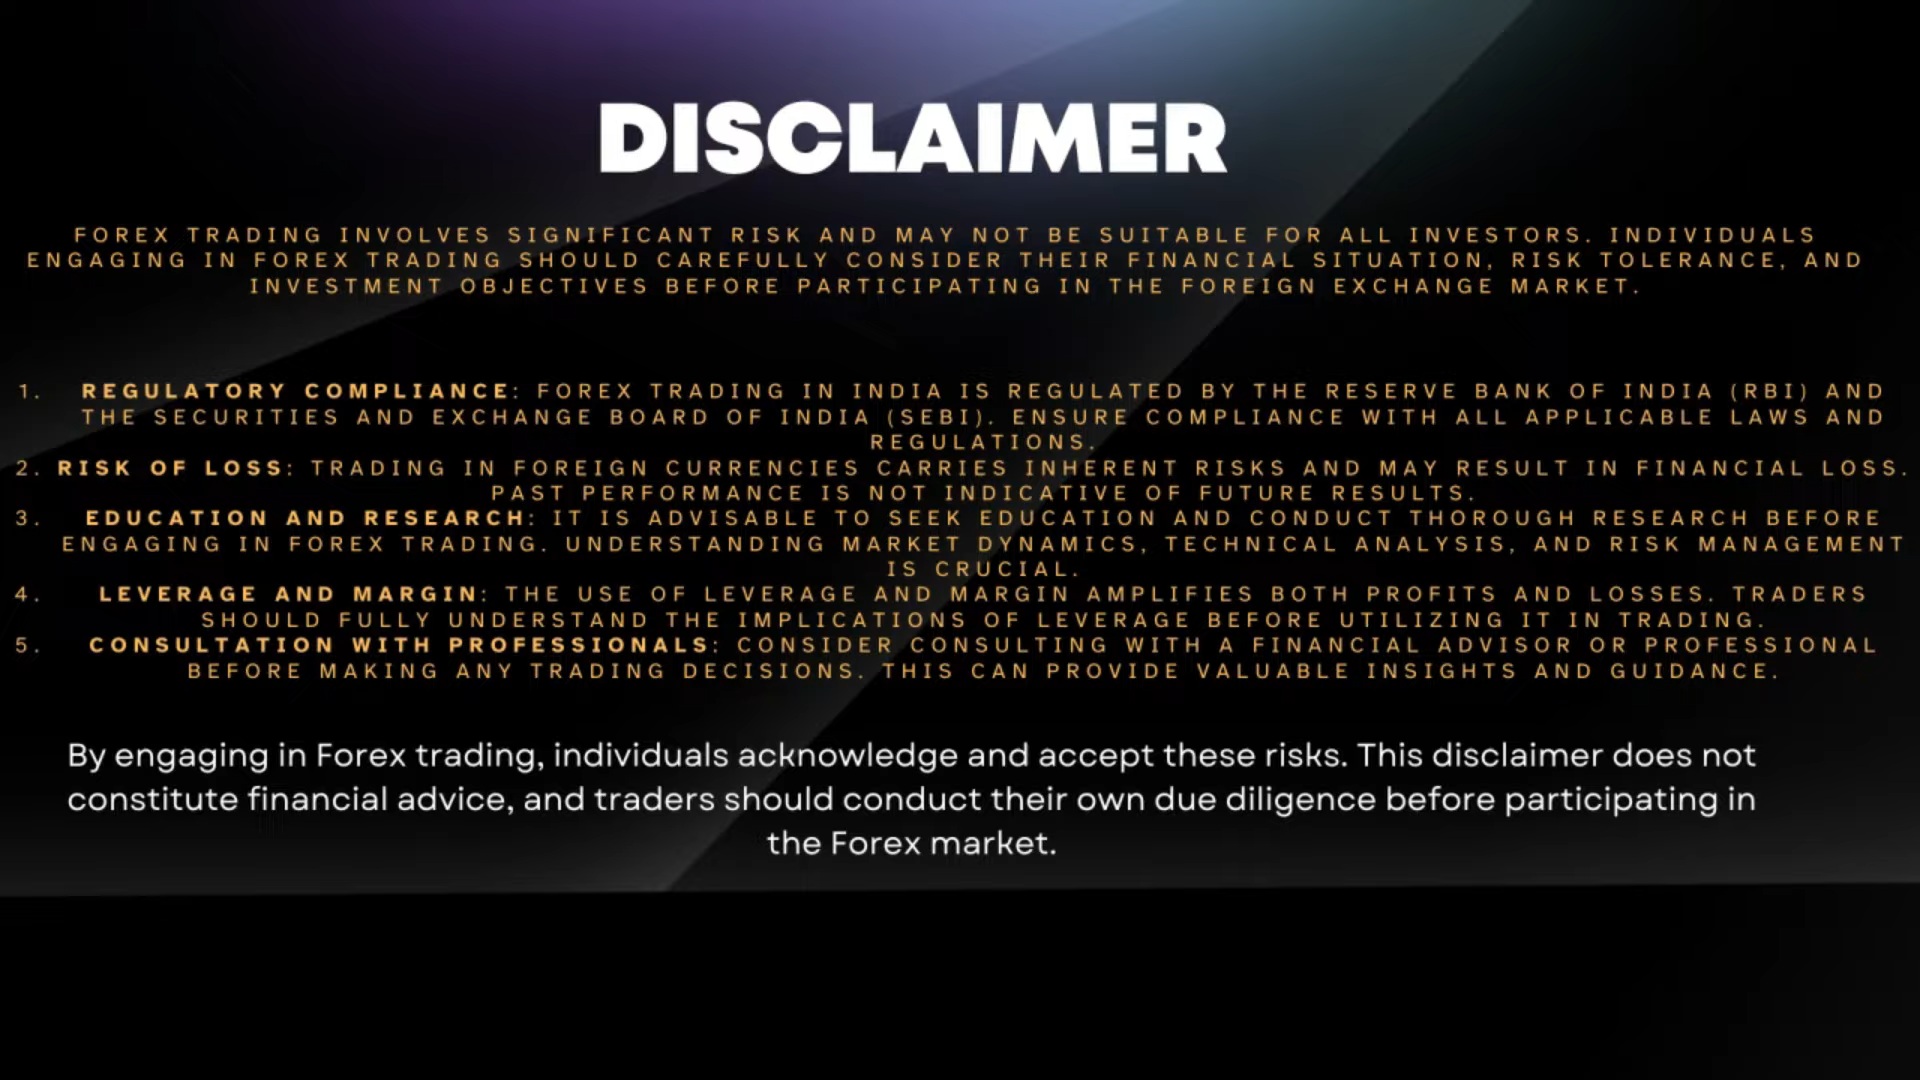 DISCLAIMER
FOREX TRADING INVOLVES SIGNIFICANT RISK AND MAY NOT BE SUITABLE FOR ALL INVESTORS. INDIVIDUALS
ENGAGING IN FOREX TRADING SHOULD CAREFULLY CONSIDER THEIR FINANCIAL SITUATION, RISK TOLERANCE, AND
INVESTMENT OBJECTIVES BEFORE PARTICIPATING IN THE FOREIGN EXCHANGE MARKET.
1. REGULATORY COMPLIANCE: FOREX TRADING IN INDIA IS REGULATED BY THE RESERVE BANK OF INDIA (RBI) AND
THE SECURITIES AND EXCHANGE BOARD OF INDIA (SEBI). ENSURE COMPLIANCE WITH ALL APPLICABLE LAWS AND
REGULATIONS.
2. RISK OF LOSS: TRADING IN FOREIGN CURRENCIES CARRIES INHERENT RISKS AND MAY RESULT IN FINANCIAL LOSS.
PAST PERFORMANCE IS NOT INDICATIVE OF FUTURE RESULTS.
3. EDUCATION AND RESEARCH: IT IS ADVISABLE TO SEEK EDUCATION AND CONDUCT THOROUGH RESEARCH BEFORE
ENGAGING IN FOREX TRADING. UNDERSTANDING MARKET DYNAMICS, TECHNICAL ANALYSIS, AND RISK MANAGEMENT
IS CRUCIAL.
4. LEVERAGE AND MARGIN: THE USE OF LEVERAGE AND MARGIN AMPLIFIES BOTH PROFITS AND LOSSES. TRADERS
SHOULD FULLY UNDERSTAND THE IMPLICATIONS OF LEVERAGE BEFORE UTILIZING IT IN TRADING.
5. CONSULTATION WITH PROFESSIONALS: CONSIDER CONSULTING WITH A FINANCIAL ADVISOR OR PROFESSIONAL
BEFORE MAKING ANY TRADING DECISIONS. THIS CAN PROVIDE VALUABLE INSIGHTS AND GUIDANCE.
By engaging in Forex trading, individuals acknowledge and accept these risks. This disclaimer does not
constitute financial advice, and traders should conduct their own due diligence before participating in
the Forex market.